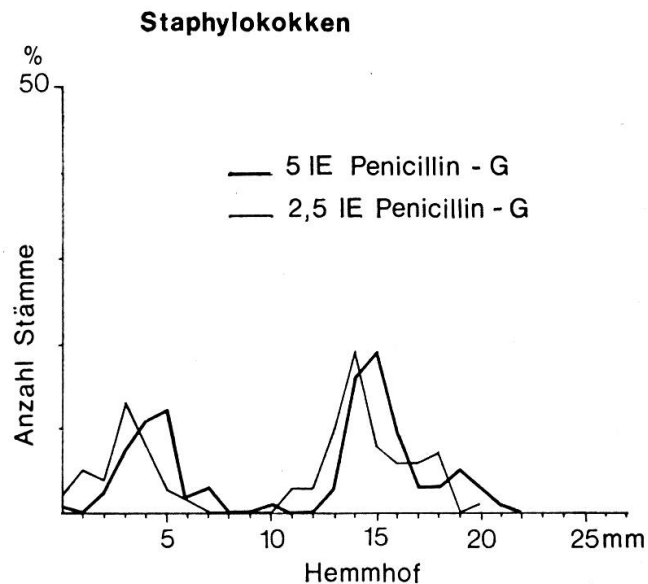 Staphylokokken
%
50
5 IE Penicillin - G
2,5 IE Penicillin - G
Anzahl Stämme
5 10 15 20 25mm
Hemmhof